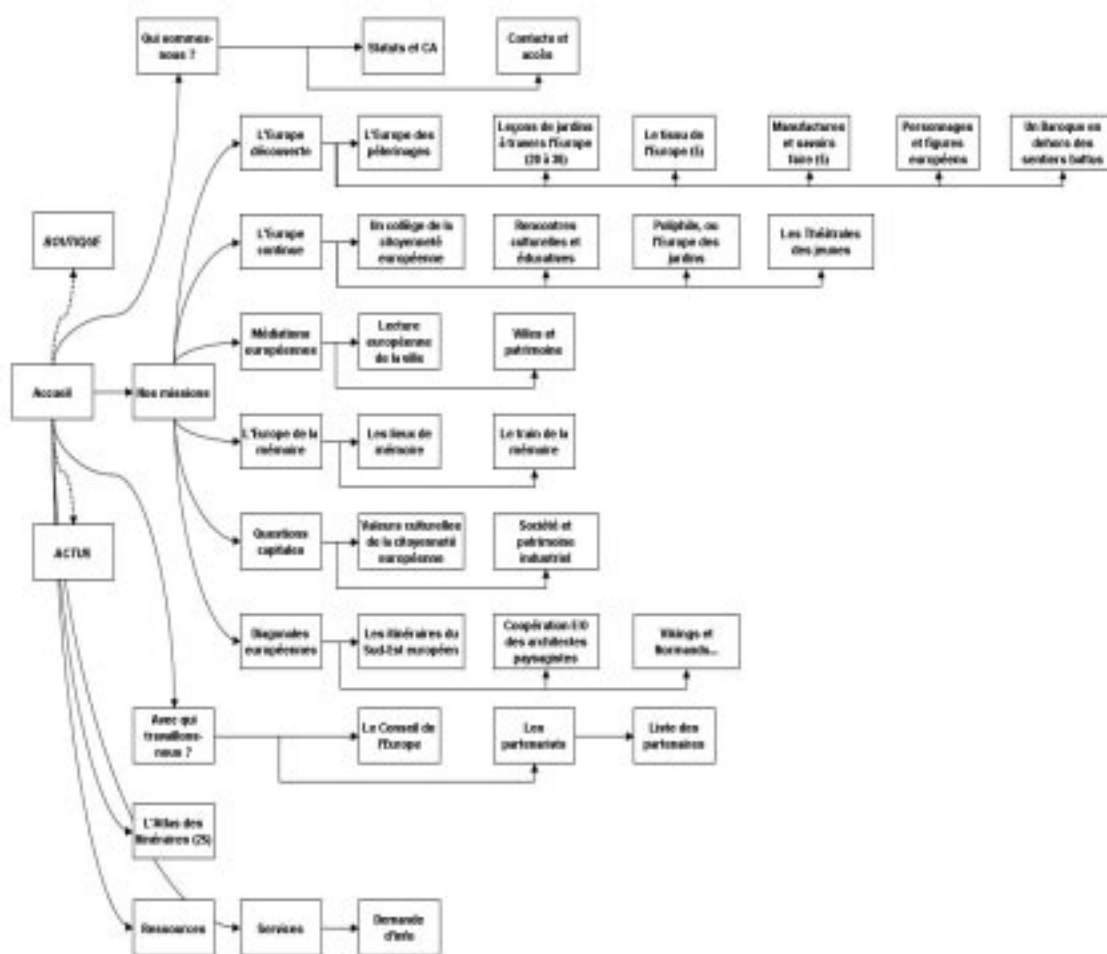 Qui sommes-
nous ?
Statuts et CA
Contacts et
accès
L'Europe
découverte
L'Europe des
pèlerinages
Leçons de jardins
à travers l'Europe
(20 à 30)
Le tissu de
l'Europe (5)
Manufactures
et savoirs
faire (6)
Personnages
et figures
européens
Un Baroque en
dehors des
sentiers battus
BOUTIQUE
L'Europe
continue
Un collège de la
citoyenneté
européenne
Rencontres
culturelles et
éducatives
Poliphile, ou
l'Europe des
jardins
Les Théâtrales
des jeunes
Médiations
européennes
Lecture
européenne
de la ville
Villes et
patrimoine
Accueil
Nos missions
L'Europe de la
mémoire
Les lieux de
mémoire
Le train de la
mémoire
ACTUS
Questions
capitales
Valeurs culturelles
de la citoyenneté
européenne
Société et
patrimoine
industriel
Diagonales
européennes
Les itinéraires du
Sud-Est européen
Coopération
des architectes
paysagistes
Vikings et
Normands...
Avec qui
travaillons-
nous ?
Le Conseil de
l'Europe
Les
partenariats
Liste des
partenaires
L'Atlas des
Itinéraires (25)
Ressources
Services
Demande
d'info